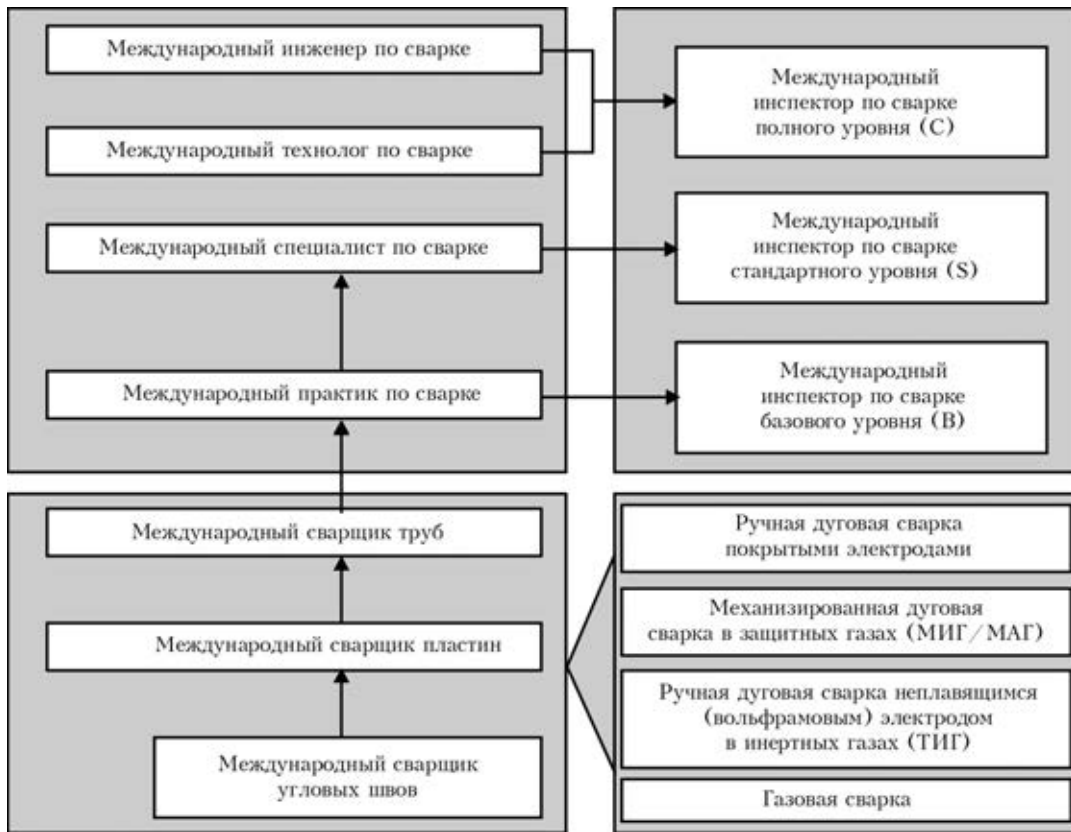 Международный инженер по сварке
Международный технолог по сварке
Международный специалист по сварке
Международный практик по сварке
Международный
инспектор по сварке
полного уровня (C)
Международный
инспектор по сварке
стандартного уровня (S)
Международный
инспектор по сварке
базового уровня (B)
Международный сварщик труб
Международный сварщик пластин
Международный сварщик
угловых швов
Ручная дуговая сварка
покрытыми электродами
Механизированная дуговая
сварка в защитных газах (МИГ/МАГ)
Ручная дуговая сварка неплавящимся
(вольфрамовым) электродом
в инертных газах (ТИГ)
Газовая сварка